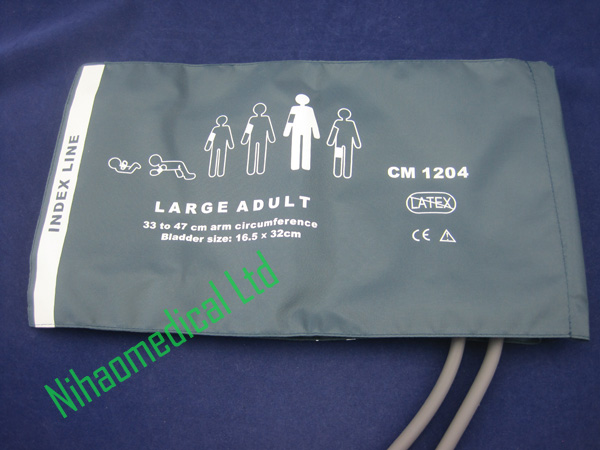 INDEX LINE
LARGE ADULT
33 to 47 cm arm circumference
Bladder size: 16.5 x 32cm
CM 1204
LATEX
CE
Nihaomedical Ltd